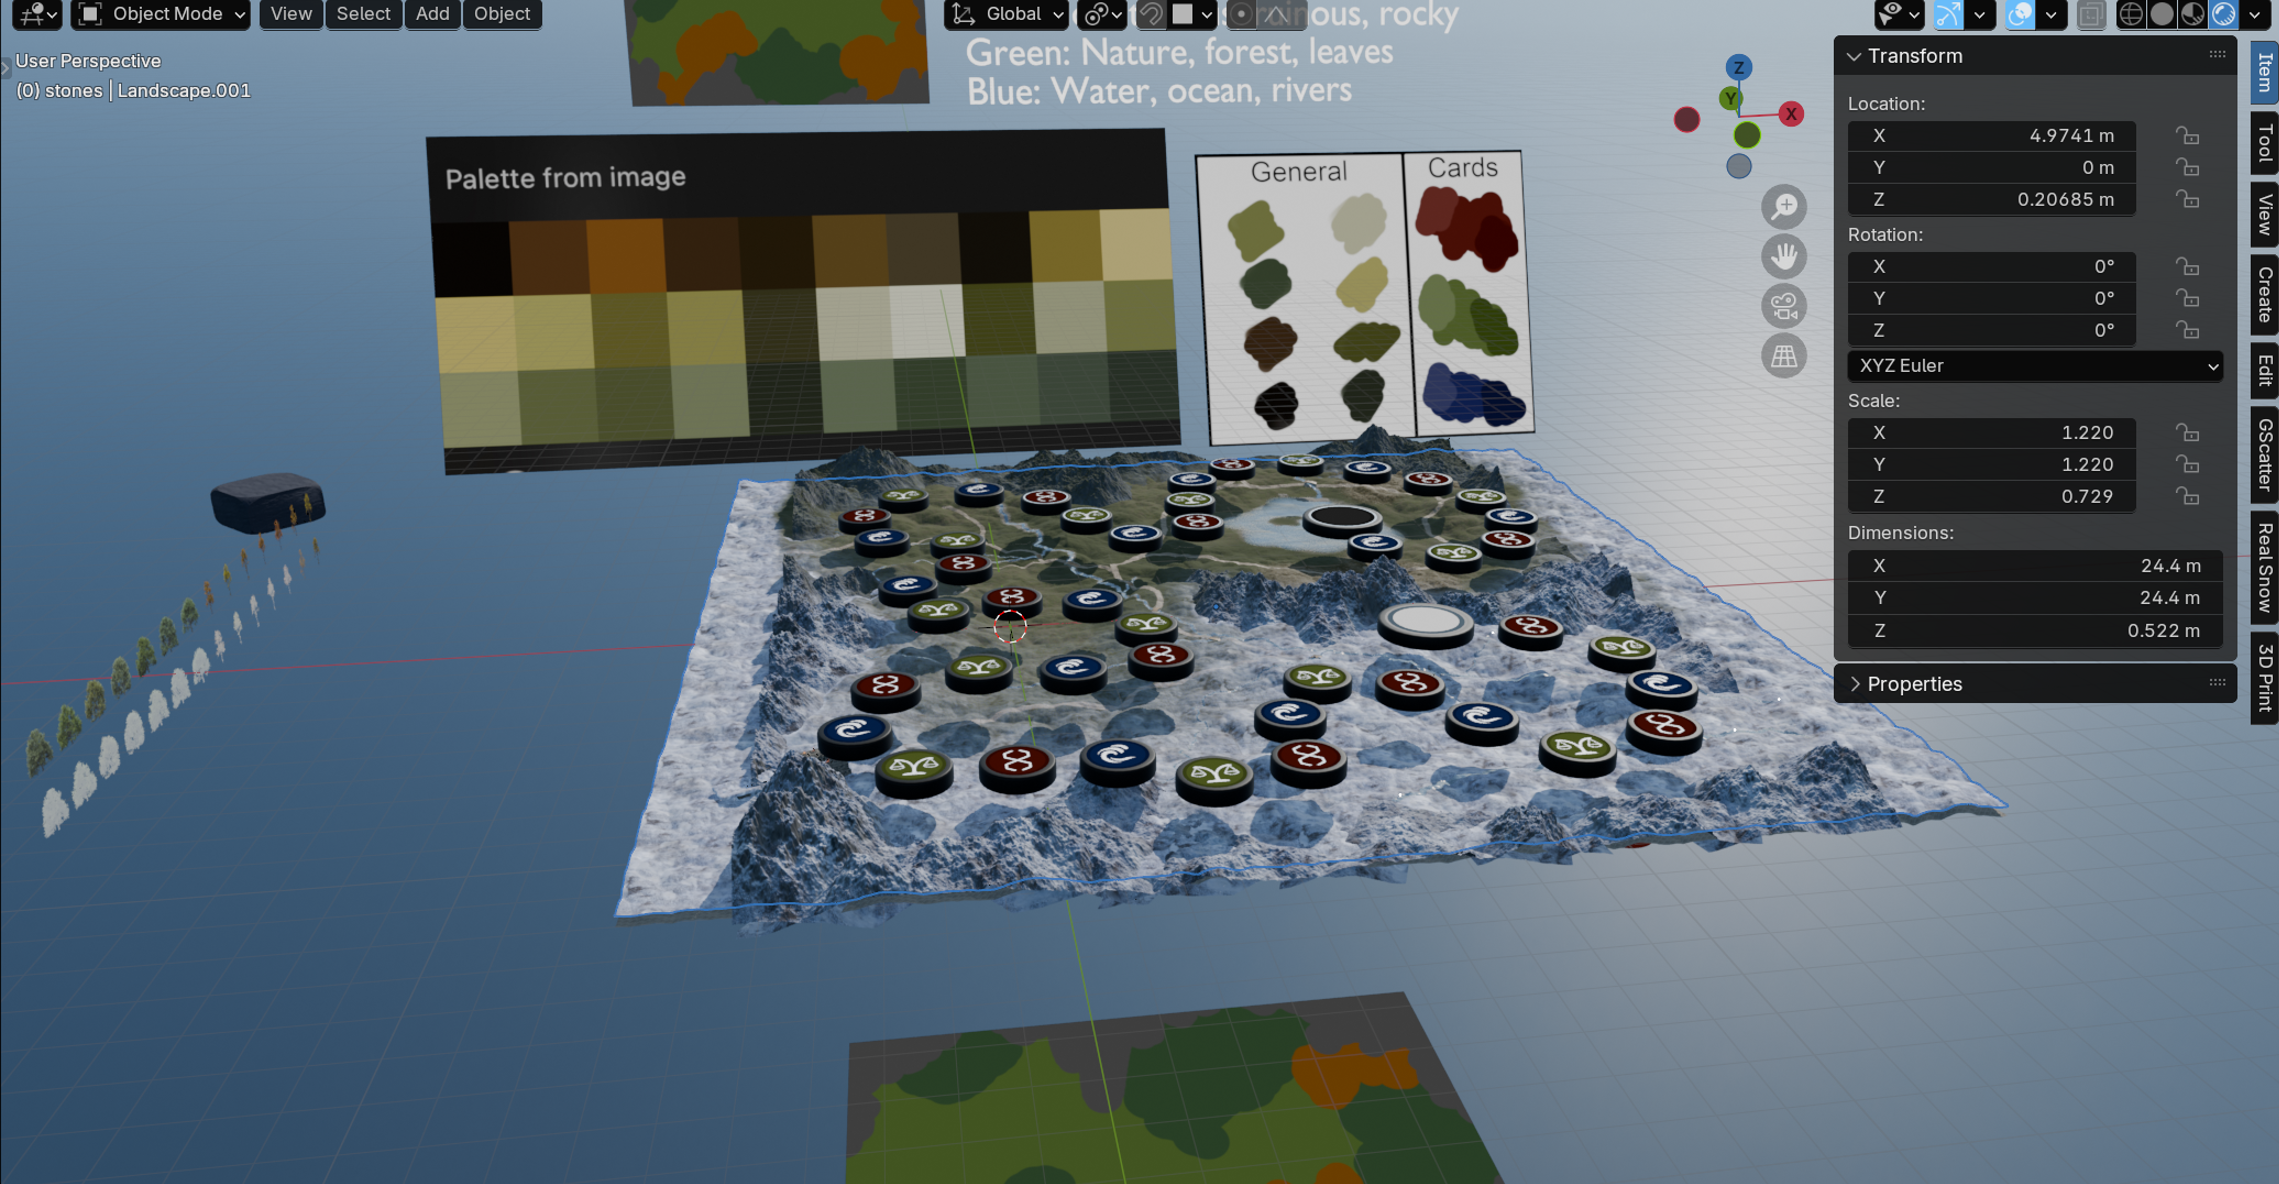 Object Mode
View
Select
Add
Object
Global
nous, rocky
Green: Nature, forest, leaves
Blue: Water, ocean, rivers
User Perspective
(0) stones | Landscape.001
Palette from image
General
Cards
Z
Y
X
Transform
Location:
X 4.9741 m
Y 0 m
Z 0.20685 m
Rotation:
X 0°
Y 0°
Z 0°
XYZ Euler
Scale:
X 1.220
Y 1.220
Z 0.729
Dimensions:
X 24.4 m
Y 24.4 m
Z 0.522 m
Properties
Item
Tool
View
Create
Edit
GScatter
Real Snow
3D Print